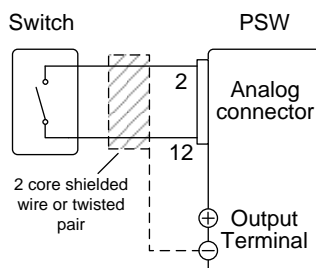 Switch
PSW
2
Analog
connector
12
2 core shielded
wire or twisted
pair
Output
Terminal